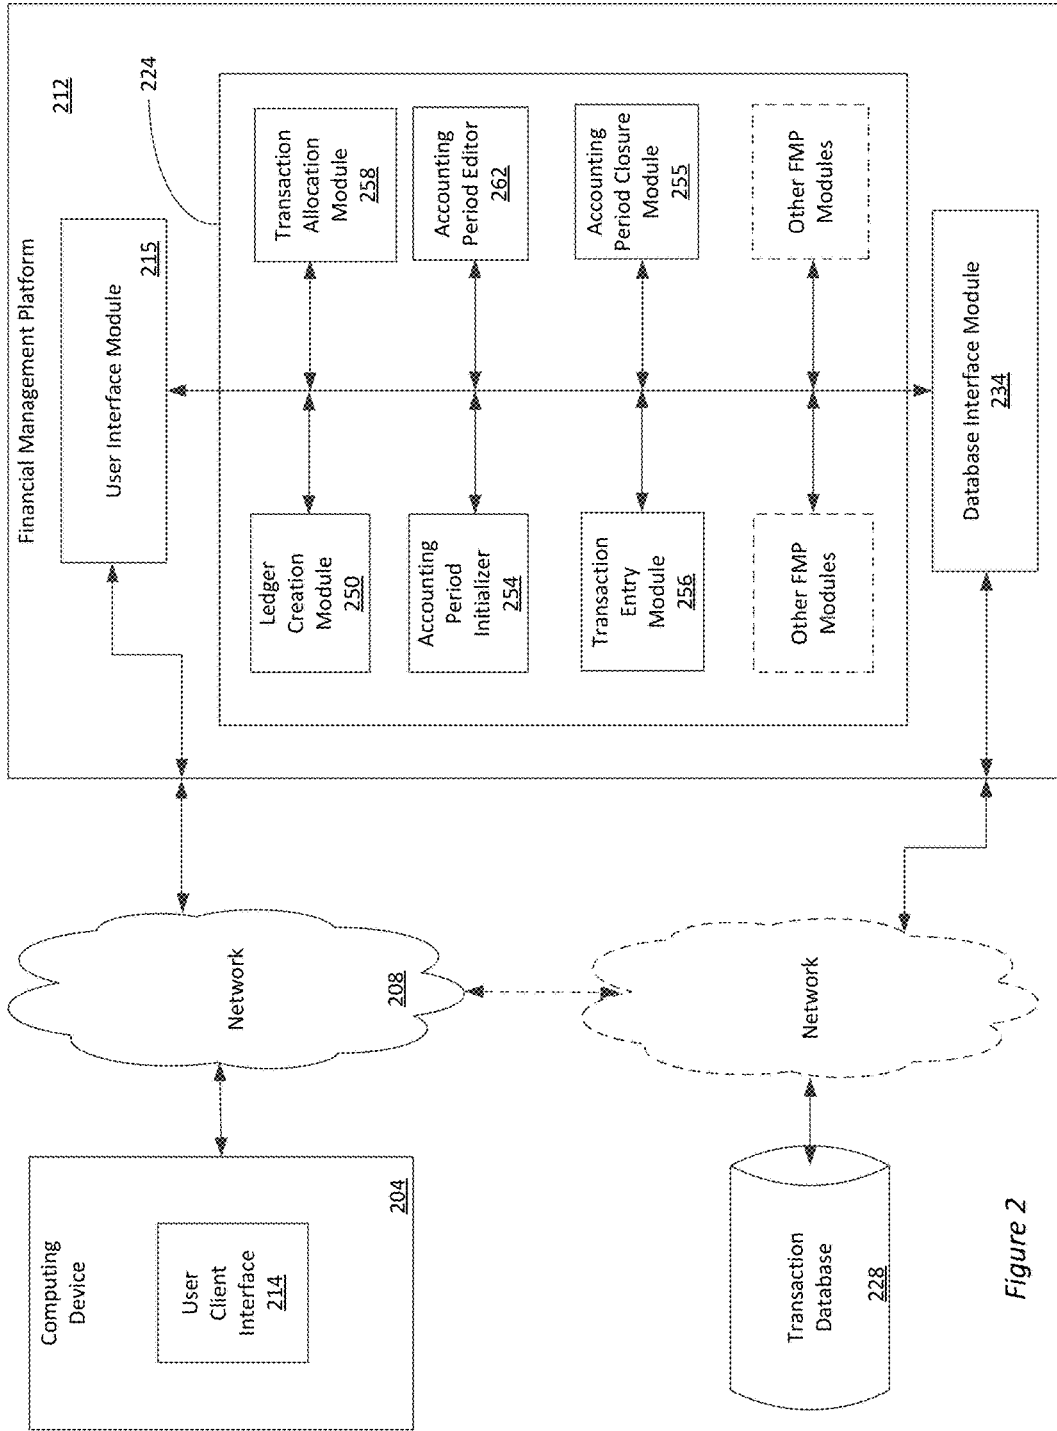 Financial Management Platform
212
User Interface Module
215
224
Ledger
Creation
Module
250
Transaction
Allocation
Module
258
Accounting
Period
Initializer
254
Accounting
Period Editor
262
Transaction
Entry
Module
256
Accounting
Period Closure
Module
255
Other FMP
Modules
Other FMP
Modules
Database Interface Module
234
Computing
Device
User
Client
Interface
214
204
Network
208
Network
Transaction
Database
228
Figure 2